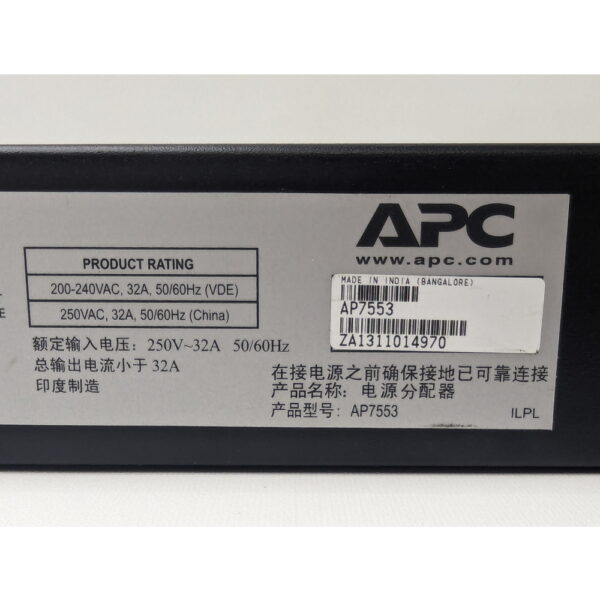 APC
www.apc.com
PRODUCT RATING
200-240VAC, 32A, 50/60Hz (VDE)
250VAC, 32A, 50/60Hz (China)
MADE IN INDIA (BANGALORE)
AP7553
ZA1311014970
额定输入电压：250V~32A 50/60Hz
总输出电流小于 32A
印度制造
在接电源之前确保接地已可靠连接
产品名称：电源分配器
产品型号：AP7553
ILPL